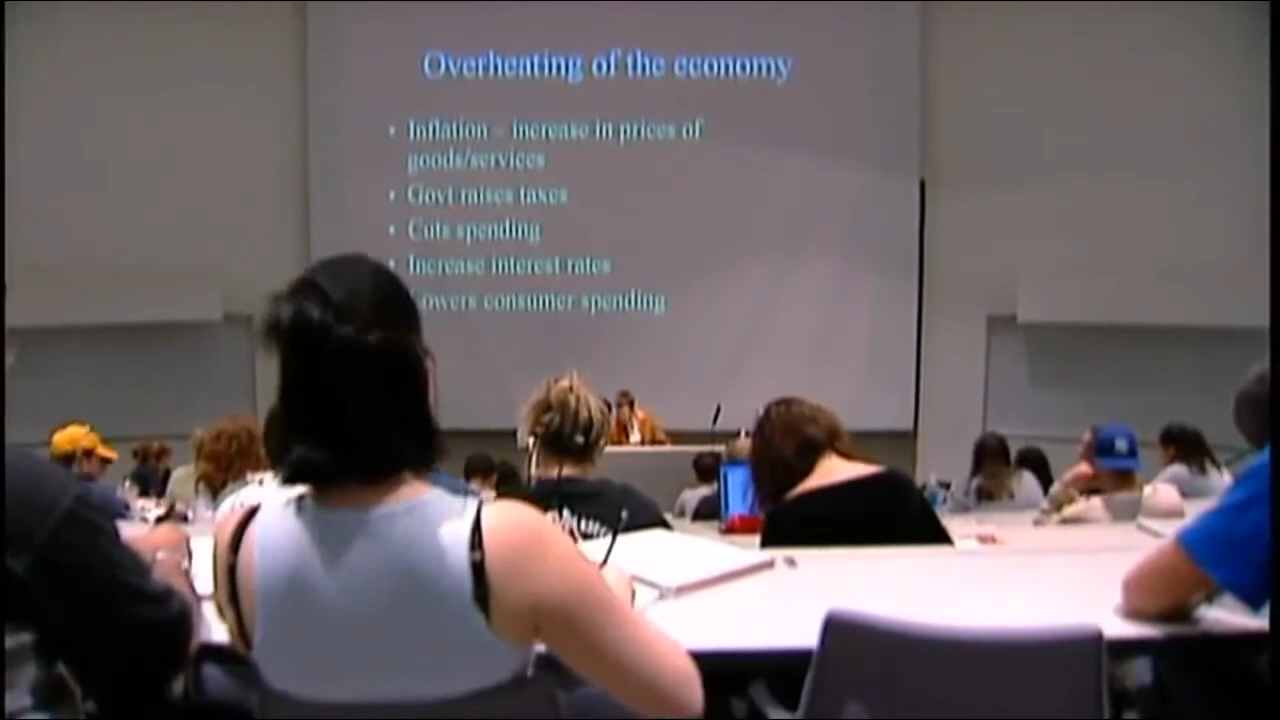 Overheating of the economy
• Inflation – increase in prices of
goods/services
• Govt raises taxes
• Cuts spending
• Increase interest rates
Lowers consumer spending